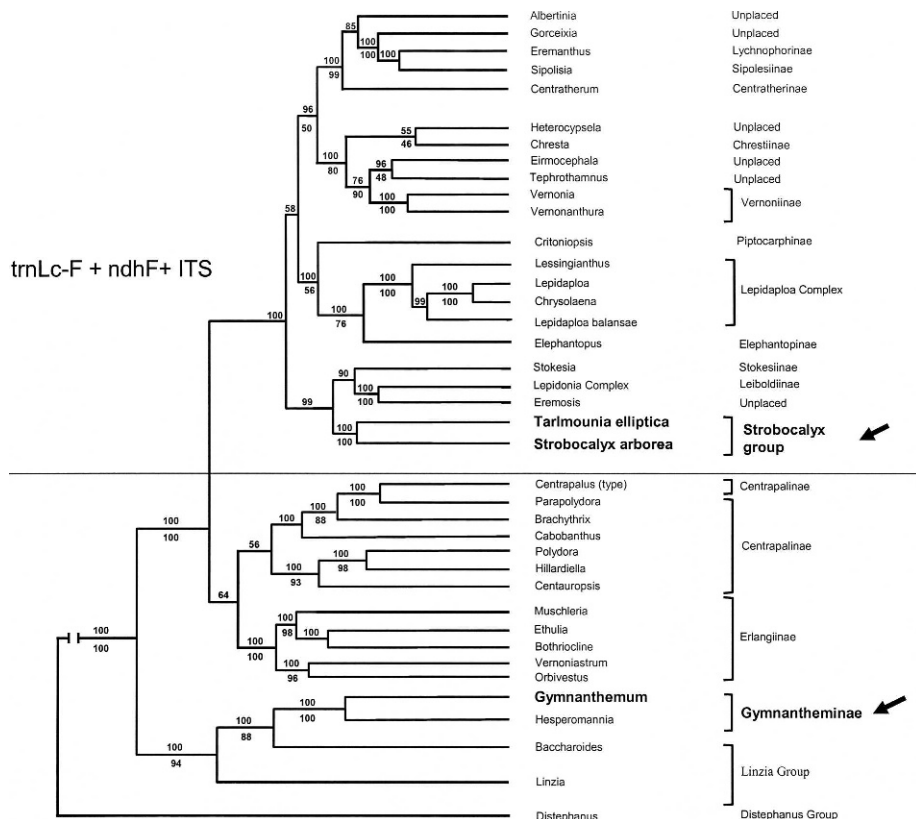 85
Albertinia Unplaced
100 Gorceixia Unplaced
100 100 Eremanthus Lychnophorinae
100 Sipolisia Sipolesiinae
99 Centratherum Centratherinae
96
50 55 Heterocypsela Unplaced
100 46 Chresta Chrestiinae
80 96 Eirmocephala Unplaced
76 48 Tephrothamnus Unplaced
90 100 Vernonia
100 Vernonanthura Vernoniinae
58
Critoniopsis Piptocarphinae
trnLc-F + ndhF+ ITS
100 100 Lessingianthus
56 100 100 Lepidaploa Lepidaploa Complex
99 100 Chrysolaena
100 Lepidaploa balansae
76
100 Elephantopus Elephantopinae
90 Stokesia Stokesiinae
100 Lepidonia Complex Leiboldiinae
99 100 Eremosis Unplaced
100 Tarlmounia elliptica Strobocalyx
100 Strobocalyx arborea group
100 Centrapalus (type) Centrapalinae
100 100 Parapolydora
100 88 Brachythrix
100 56 Cabobanthus Centrapalinae
100 100 Polydora
100 98 Hillardiella
93 Centauropsis
64
100 Muschleria
98 100 Ethulia Erlangiinae
100 Bothriocline
100 100 Vernoniastrum
100 96 Orbivestus
100
100 Gymnanthemum
100 100 Hesperomannia Gymnantheminae
100 88 Baccharoides
94 Linzia Linzia Group
Distephanus Distephanus Group